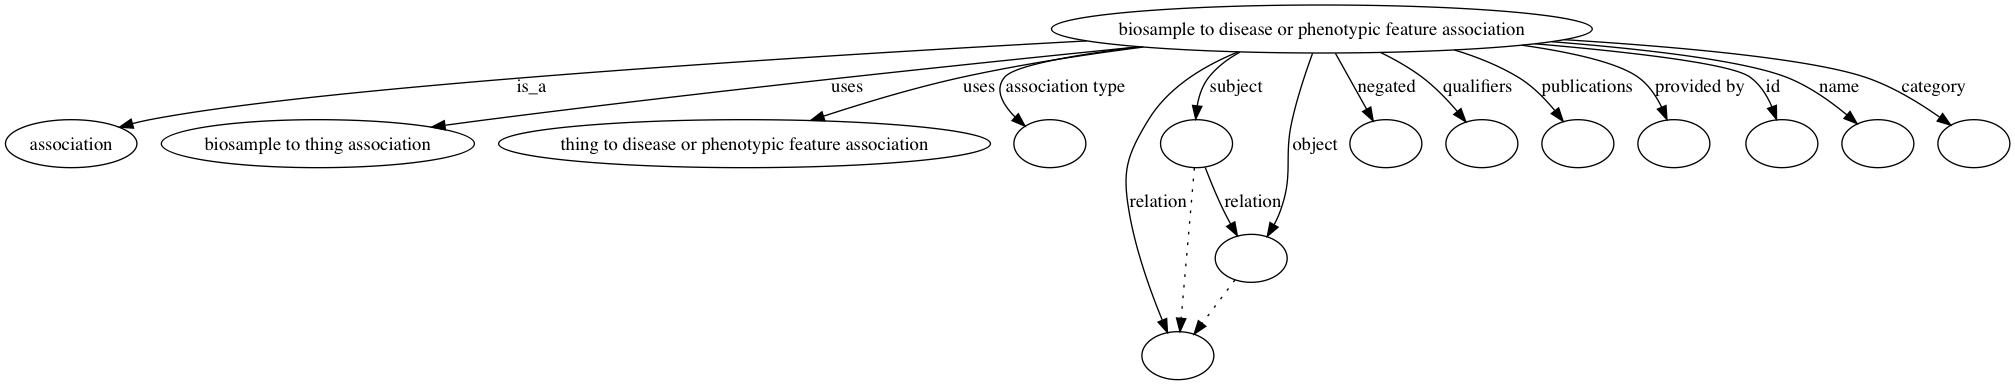 biosample to disease or phenotypic feature association
is_a
uses
uses
association type
subject
negated
qualifiers
publications
provided by
id
name
category
association
biosample to thing association
thing to disease or phenotypic feature association
object
relation
relation